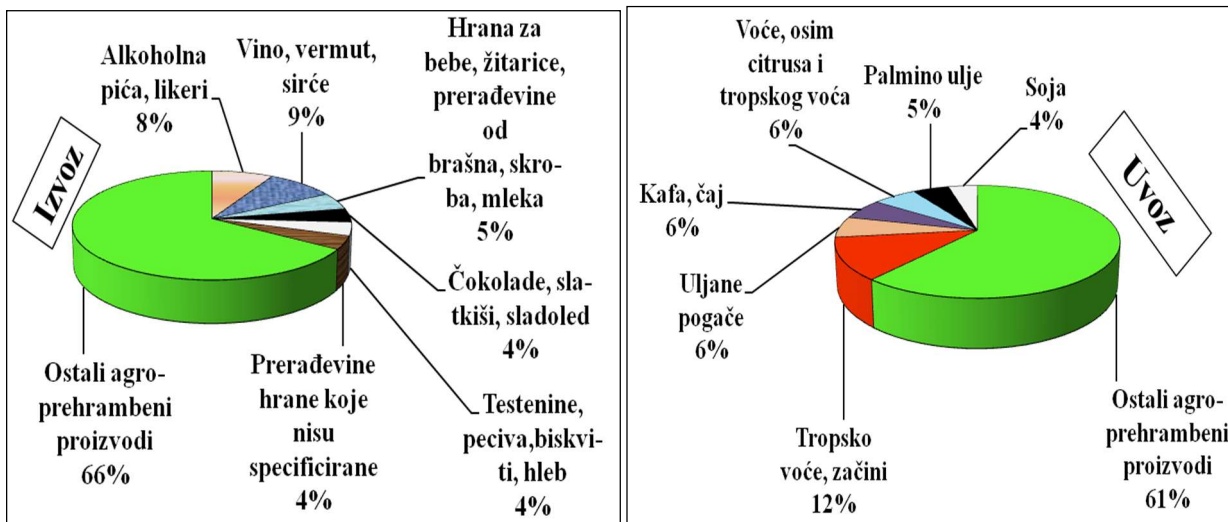 Izvoz
Alkoholna
pića, likeri
8%
Vino, vermut,
sirće
9%
Hrana za
bebe, žitarice,
prerađevine
od
brašna, skro-
ba, mleka
5%
Čokolade, sla-
tkiši, sladoled
4%
Testenine,
peciva,biskvi-
ti, hleb
4%
Prerađevine
hrane koje
nisu
specificirane
4%
Ostali agro-
prehrambeni
proizvodi
66%
Uvoz
Voće, osim
citrusa i
tropskog voća
6%
Palmino ulje
5%
Soja
4%
Kafa, čaj
6%
Uljane
pogače
6%
Tropsko
voće, začini
12%
Ostali agro-
prehrambeni
proizvodi
61%